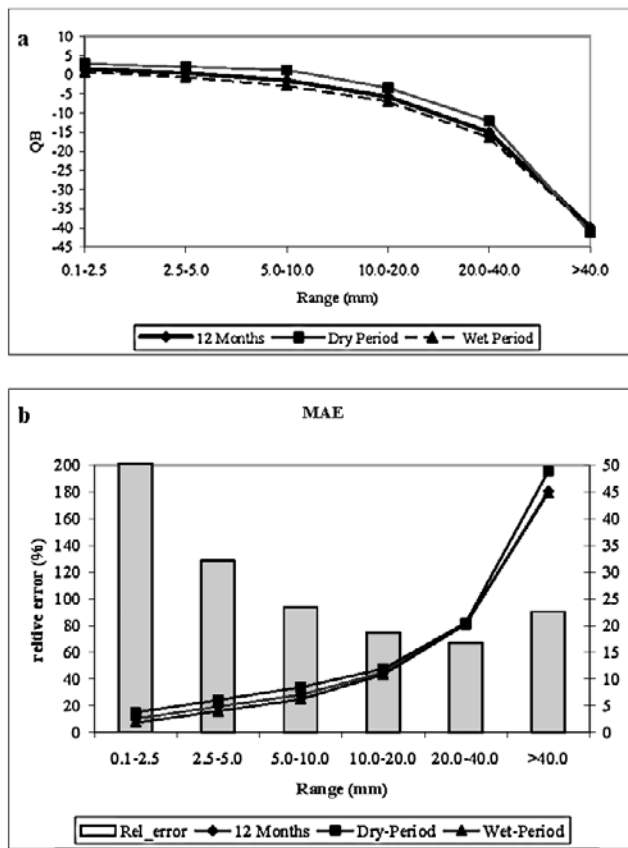 a
10
5
0
-5
-10
-15
-20
-25
-30
-35
-40
-45
QB
0.1-2.5 2.5-5.0 5.0-10.0 10.0-20.0 20.0-40.0 >40.0
Range (mm)
12 Months Dry Period Wet Period
b
MAE
200 50
180 45
160 40
140 35
120 30
100 25
80 20
60 15
40 10
20 5
0 0
reltive error (%)
0.1-2.5 2.5-5.0 5.0-10.0 10.0-20.0 20.0-40.0 >40.0
Range (mm)
Rel_error 12 Months Dry-Period Wet-Period